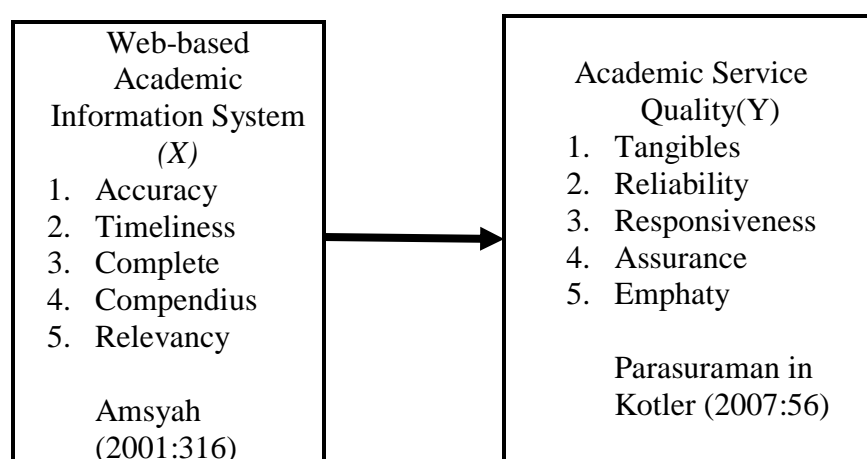 Web-based
Academic
Information System
(X)
1. Accuracy
2. Timeliness
3. Complete
4. Compendius
5. Relevancy
Amsyah
(2001:316)
Academic Service
Quality(Y)
1. Tangibles
2. Reliability
3. Responsiveness
4. Assurance
5. Emphaty
Parasuraman in
Kotler (2007:56)